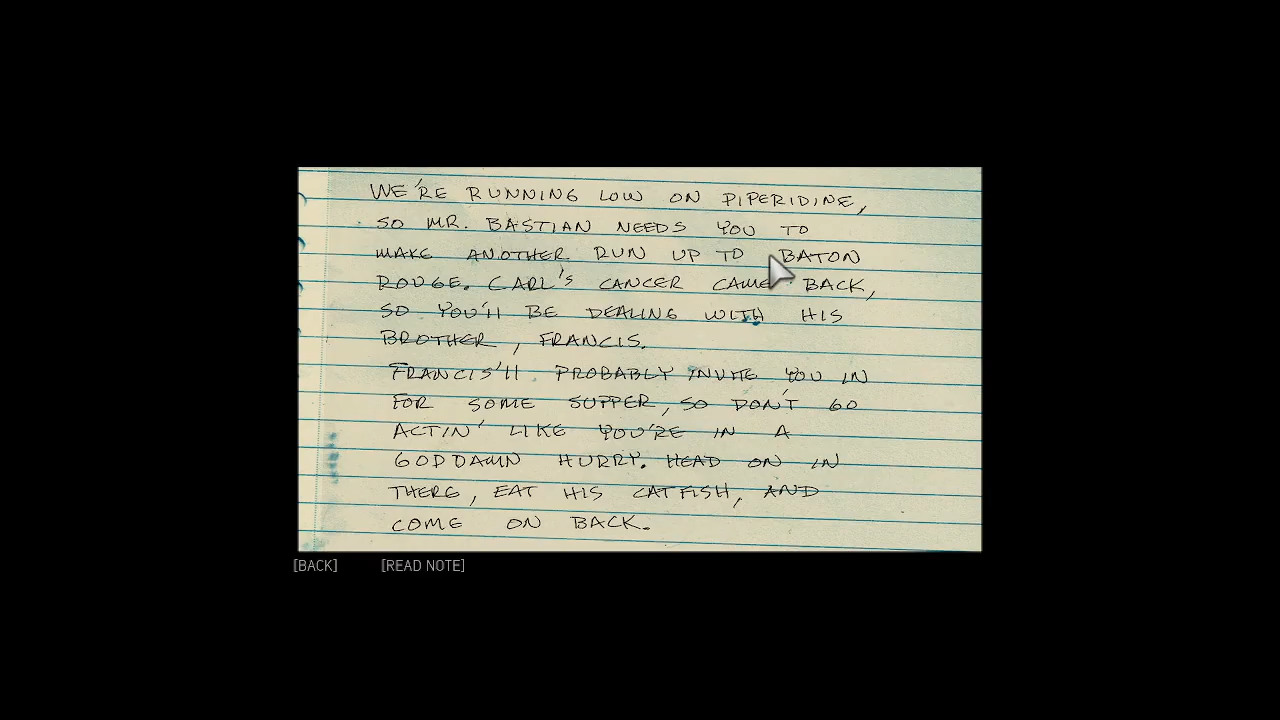 WE'RE RUNNING LOW ON PIPERIDINE,
SO MR. BASTIAN NEEDS YOU TO
MAKE ANOTHER RUN UP TO BATON
ROUGE. CARL'S CANCER CAME BACK,
SO YOU'll BE DEALING WITH HIS
BROTHER, FRANCIS.
FRANCIS'll PROBABLY INVITE YOU IN
FOR SOME SUPPER, SO DON'T GO
ACTIN' LIKE YOU'RE IN A
GODDAMN HURRY. HEAD ON IN
THERE, EAT HIS CATFISH, AND
COME ON BACK.
[BACK] [READ NOTE]